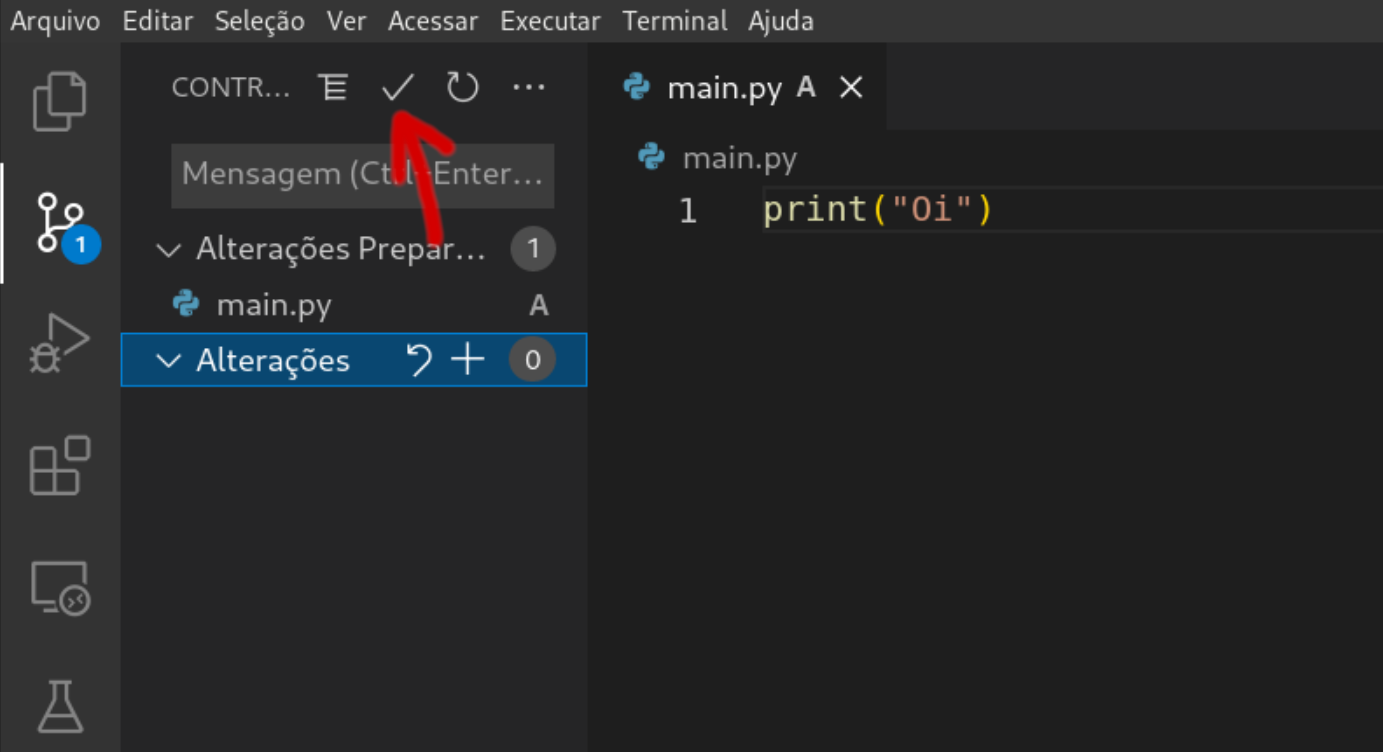 Arquivo Editar Seleção Ver Acessar Executar Terminal Ajuda
CONTR...
main.py A
Mensagem (Ctrl+Enter...
main.py
1 print("Oi")
1
Alterações Prepar... 1
main.py A
Alterações 0